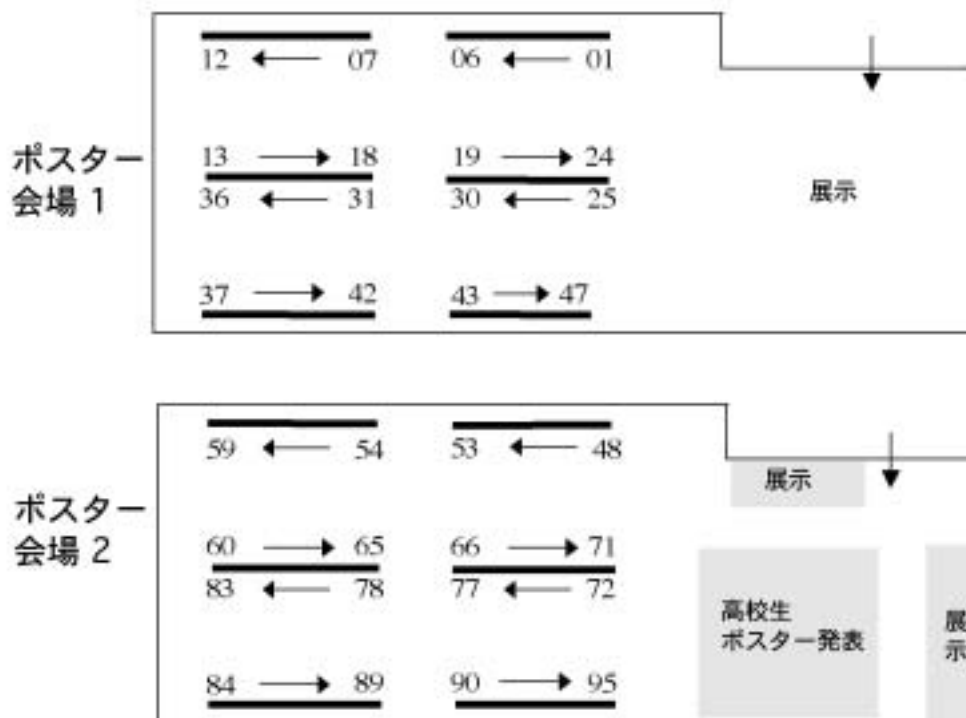 12 ← 07 06 ← 01
ポスター
会場 1
13 → 18 19 → 24
36 ← 31 30 ← 25
展示
37 → 42 43 → 47
59 ← 54 53 ← 48
展示
ポスター
会場 2
60 → 65 66 → 71
83 ← 78 77 ← 72
高校生
ポスター発表
展
示
84 → 89 90 → 95